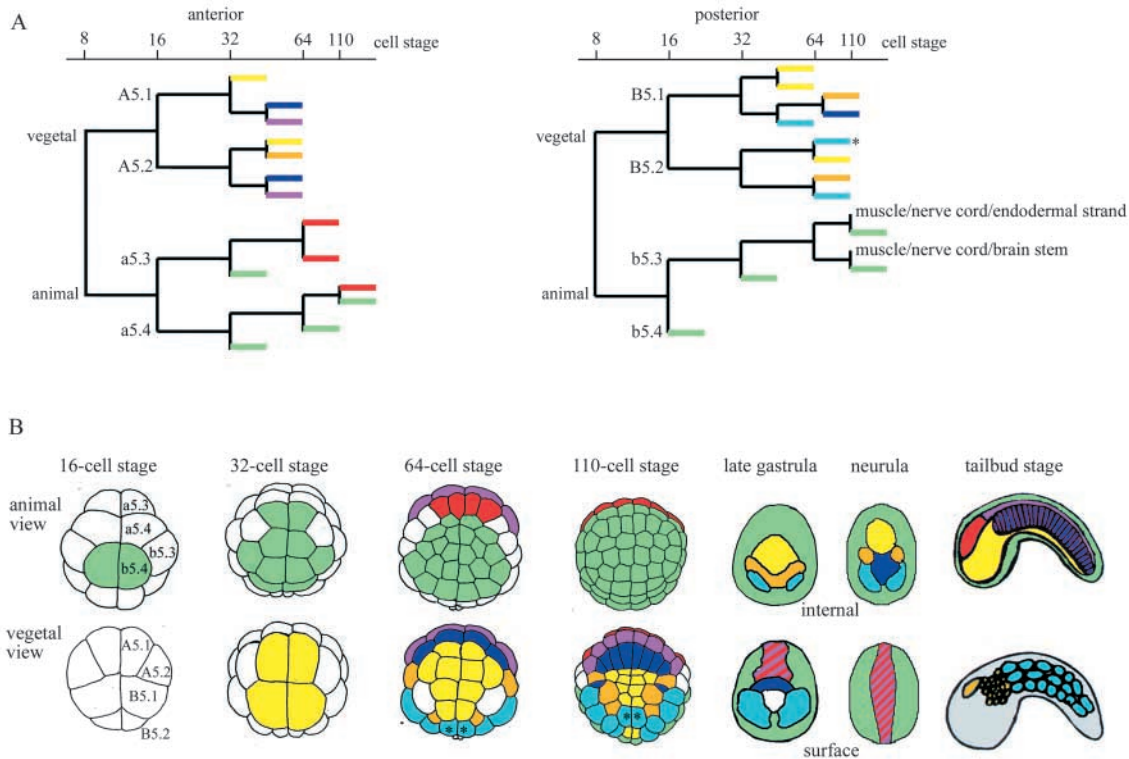 A
anterior
8 16 32 64 110 cell stage
A5.1
vegetal
A5.2
a5.3
animal
a5.4
posterior
8 16 32 64 110 cell stage
B5.1
vegetal
*
B5.2
muscle/nerve cord/endodermal strand
b5.3
muscle/nerve cord/brain stem
animal
b5.4
B
16-cell stage 32-cell stage 64-cell stage 110-cell stage late gastrula neurula tailbud stage
animal
view
a5.3
a5.4
b5.3
b5.4
internal
vegetal
view
A5.1
A5.2
B5.1
B5.2
* *
**
surface